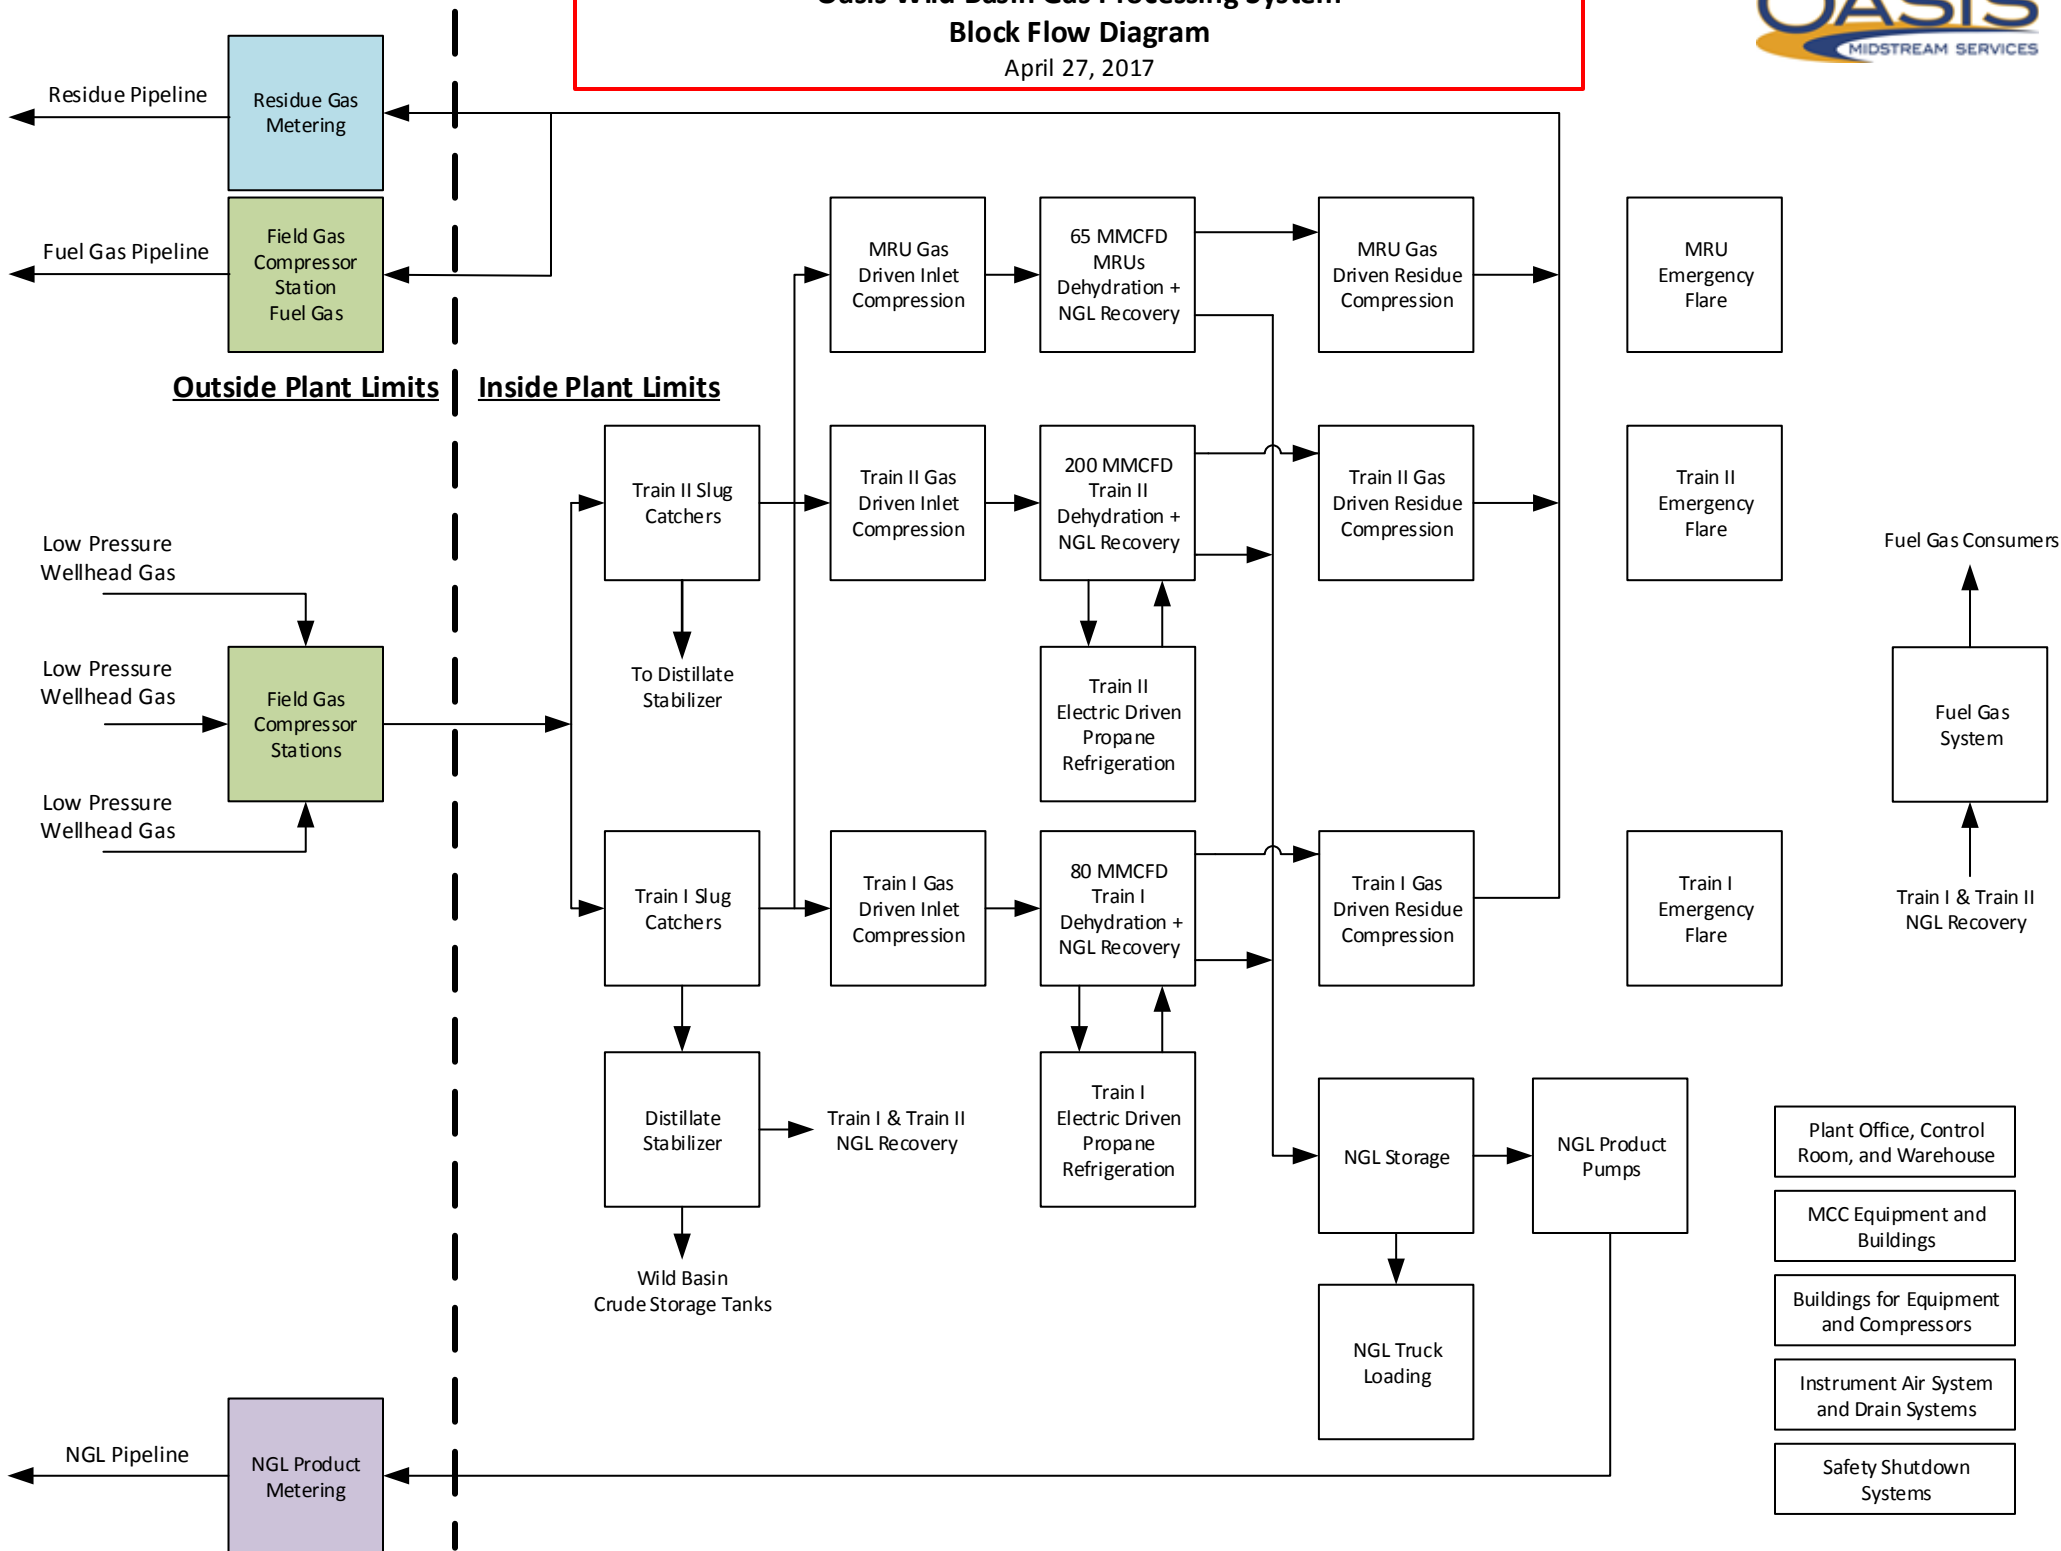 Oasis Wild Basin Gas Processing System
Block Flow Diagram
April 27, 2017
OASIS
MIDSTREAM SERVICES
Residue Pipeline
Residue Gas
Metering
Fuel Gas Pipeline
Field Gas
Compressor
Station
Fuel Gas
MRU Gas
Driven Inlet
Compression
65 MMCFD
MRUs
Dehydration +
NGL Recovery
MRU Gas
Driven Residue
Compression
MRU
Emergency
Flare
Outside Plant Limits
Inside Plant Limits
Train II Slug
Catchers
Train II Gas
Driven Inlet
Compression
200 MMCFD
Train II
Dehydration +
NGL Recovery
Train II Gas
Driven Residue
Compression
Train II
Emergency
Flare
Low Pressure
Wellhead Gas
Fuel Gas Consumers
Low Pressure
Wellhead Gas
Field Gas
Compressor
Stations
To Distillate
Stabilizer
Train II
Electric Driven
Propane
Refrigeration
Fuel Gas
System
Low Pressure
Wellhead Gas
Train I Slug
Catchers
Train I Gas
Driven Inlet
Compression
80 MMCFD
Train I
Dehydration +
NGL Recovery
Train I Gas
Driven Residue
Compression
Train I
Emergency
Flare
Train I & Train II
NGL Recovery
Distillate
Stabilizer
Train I & Train II
NGL Recovery
Train I
Electric Driven
Propane
Refrigeration
NGL Storage
NGL Product
Pumps
Plant Office, Control
Room, and Warehouse
MCC Equipment and
Buildings
Wild Basin
Crude Storage Tanks
Buildings for Equipment
and Compressors
NGL Truck
Loading
Instrument Air System
and Drain Systems
NGL Pipeline
NGL Product
Metering
Safety Shutdown
Systems